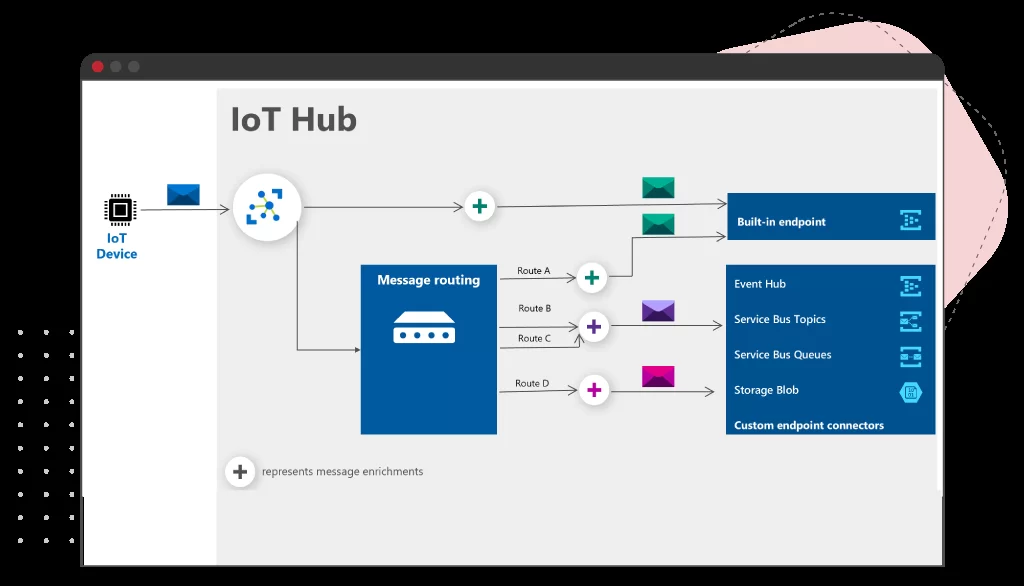 IoT Hub
IoT
Device
Built-in endpoint
Message routing
Route A
Route B
Route C
Route D
Event Hub
Service Bus Topics
Service Bus Queues
Storage Blob
Custom endpoint connectors
represents message enrichments